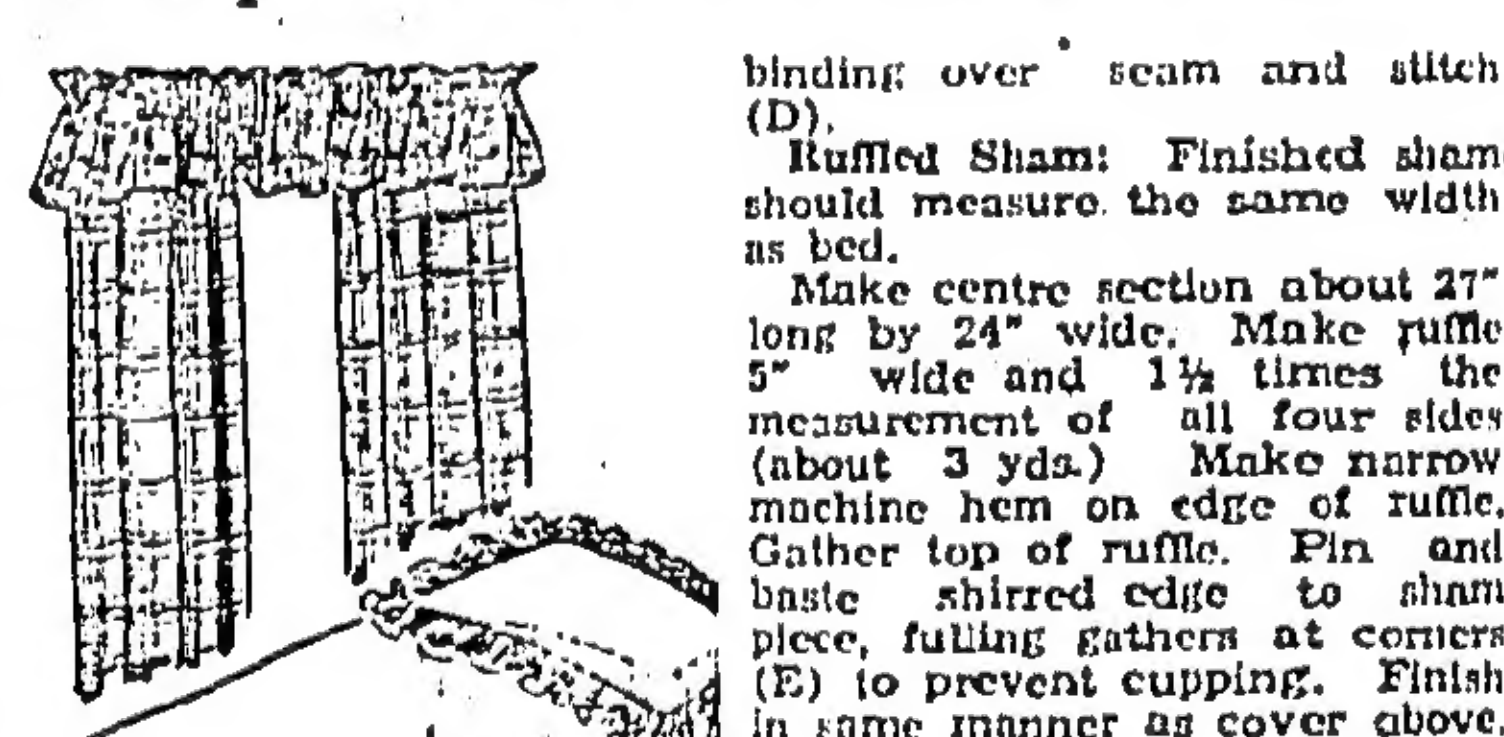 binding over seam and stitch
(D).
Ruffled Sham: Finished sham
should measure the same width
as bed.
Make centre section about 27"
long by 24" wide. Make ruffle
5" wide and 1½ times the
measurement of all four sides
(about 3 yds.) Make narrow
machine hem on edge of ruffle.
Gather top of ruffle. Pin and
baste shirred edge to sham
piece, fulling gathers at corners
(E) to prevent cupping. Finish
in same manner as cover above.